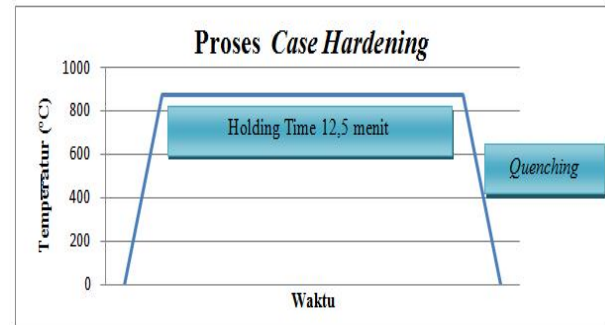 Proses Case Hardening
Temperatur (°C)
1000
800
600
400
200
0
Holding Time 12,5 menit
Quenching
Waktu